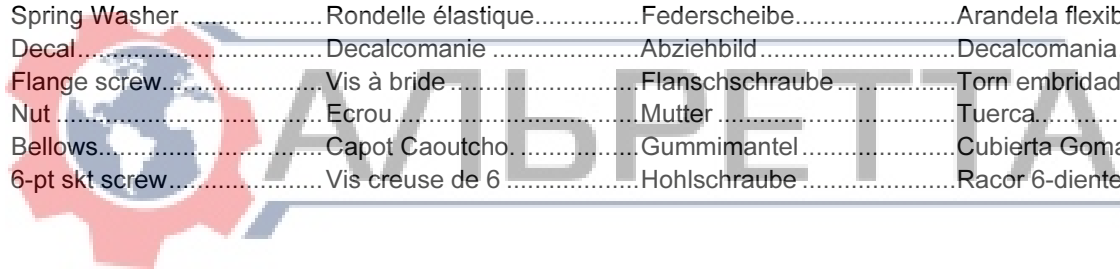 Spring Washer ..................... Rondelle élastique................Federscheibe.........................Arandela flexib
Decal.....................................Decalcomanie .......................Abziehbild..............................Decalcomania
Flange screw........................Vis à bride .............................Flanschschraube...................Torn embridad
Nut ........................................Ecrou.....................................Mutter ....................................Tuerca.............
Bellows..................................Capot Caoutcho. ...................Gummimantel........................Cubierta Goma
6-pt skt screw........................Vis creuse de 6 .....................Hohlschraube ........................Racor 6-diente
АЛЬРЕТТА